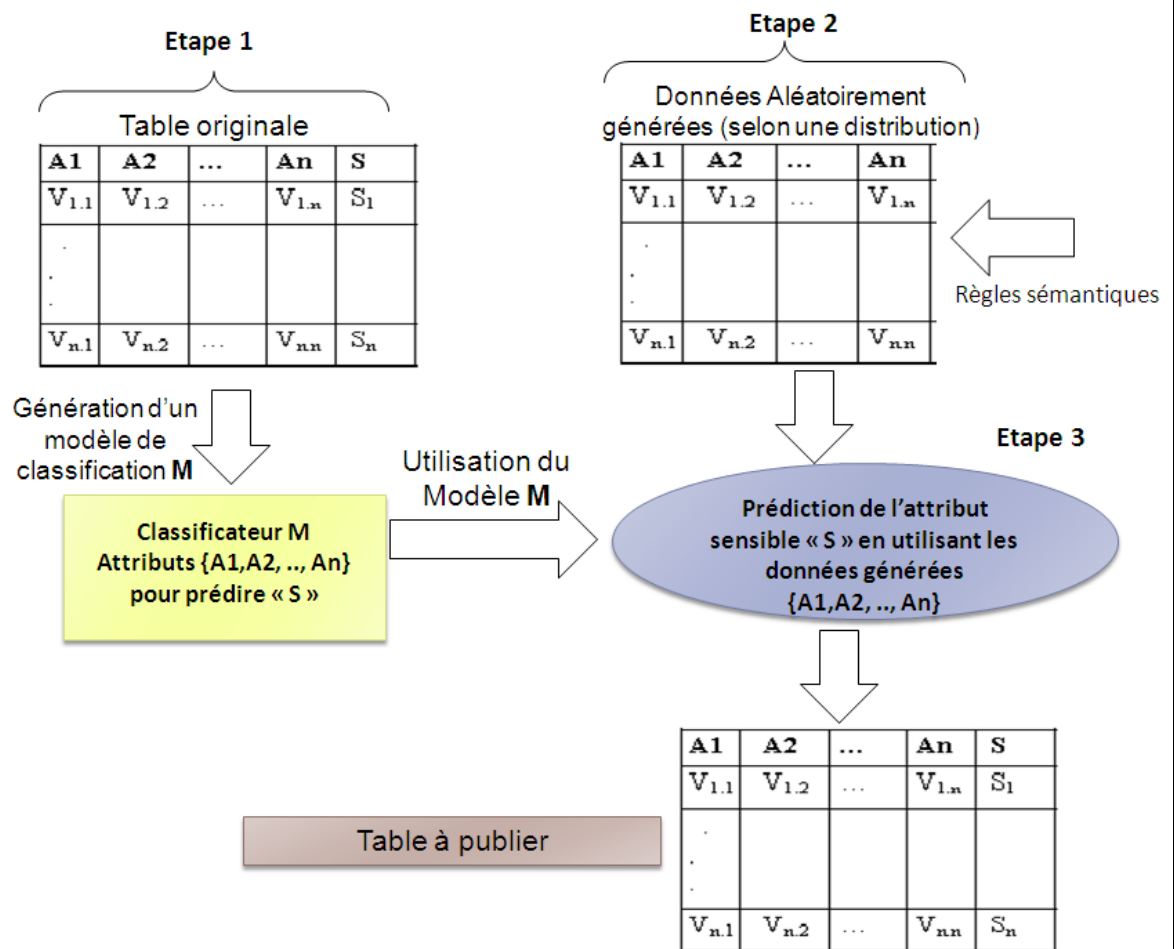 Etape 1
Table originale
A1 A2 ... An S
V1.1 V1.2 ... V1.n S1
.
.
.
Vn.1 Vn.2 ... Vn.n Sn
Etape 2
Données Aléatoirement
générées (selon une distribution)
A1 A2 ... An
V1.1 V1.2 ... V1.n
.
.
.
Vn.1 Vn.2 ... Vn.n
Règles sémantiques
Génération d'un
modèle de
classification M
Classificateur M
Attributs {A1,A2, .., An}
pour prédire « S »
Utilisation du
Modèle M
Etape 3
Prédiction de l'attribut
sensible « S » en utilisant les
données générées
{A1,A2, .., An}
Table à publier
A1 A2 ... An S
V1.1 V1.2 ... V1.n S1
.
.
.
Vn.1 Vn.2 ... Vn.n Sn